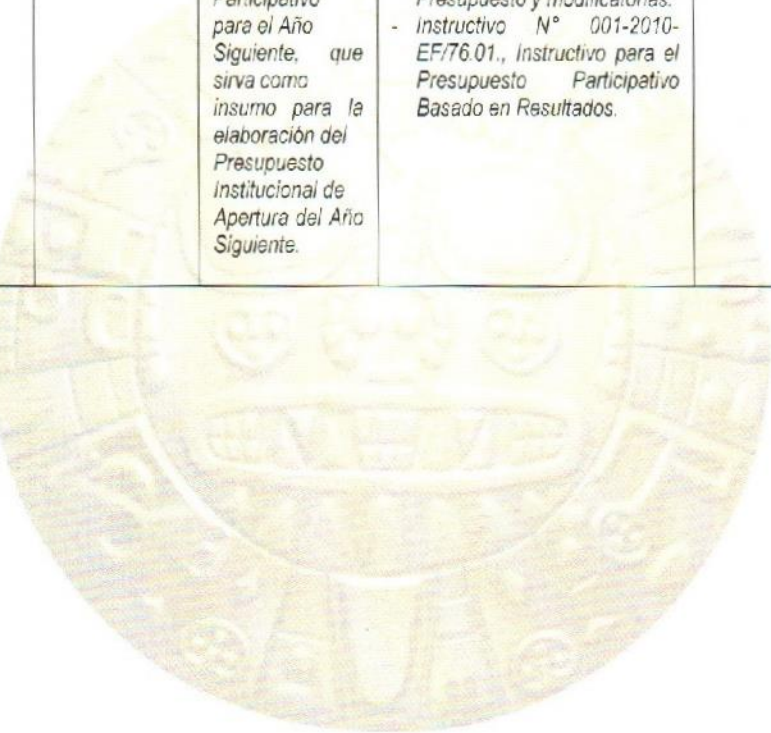 Participativo
para el Año
Siguiente, que
sirva como
insumo para la
elaboración del
Presupuesto
Institucional de
Apertura del Año
Siguiente.
Presupuesto y modificatorias.
- Instructivo N° 001-2010-
EF/76.01., Instructivo para el
Presupuesto Participativo
Basado en Resultados.